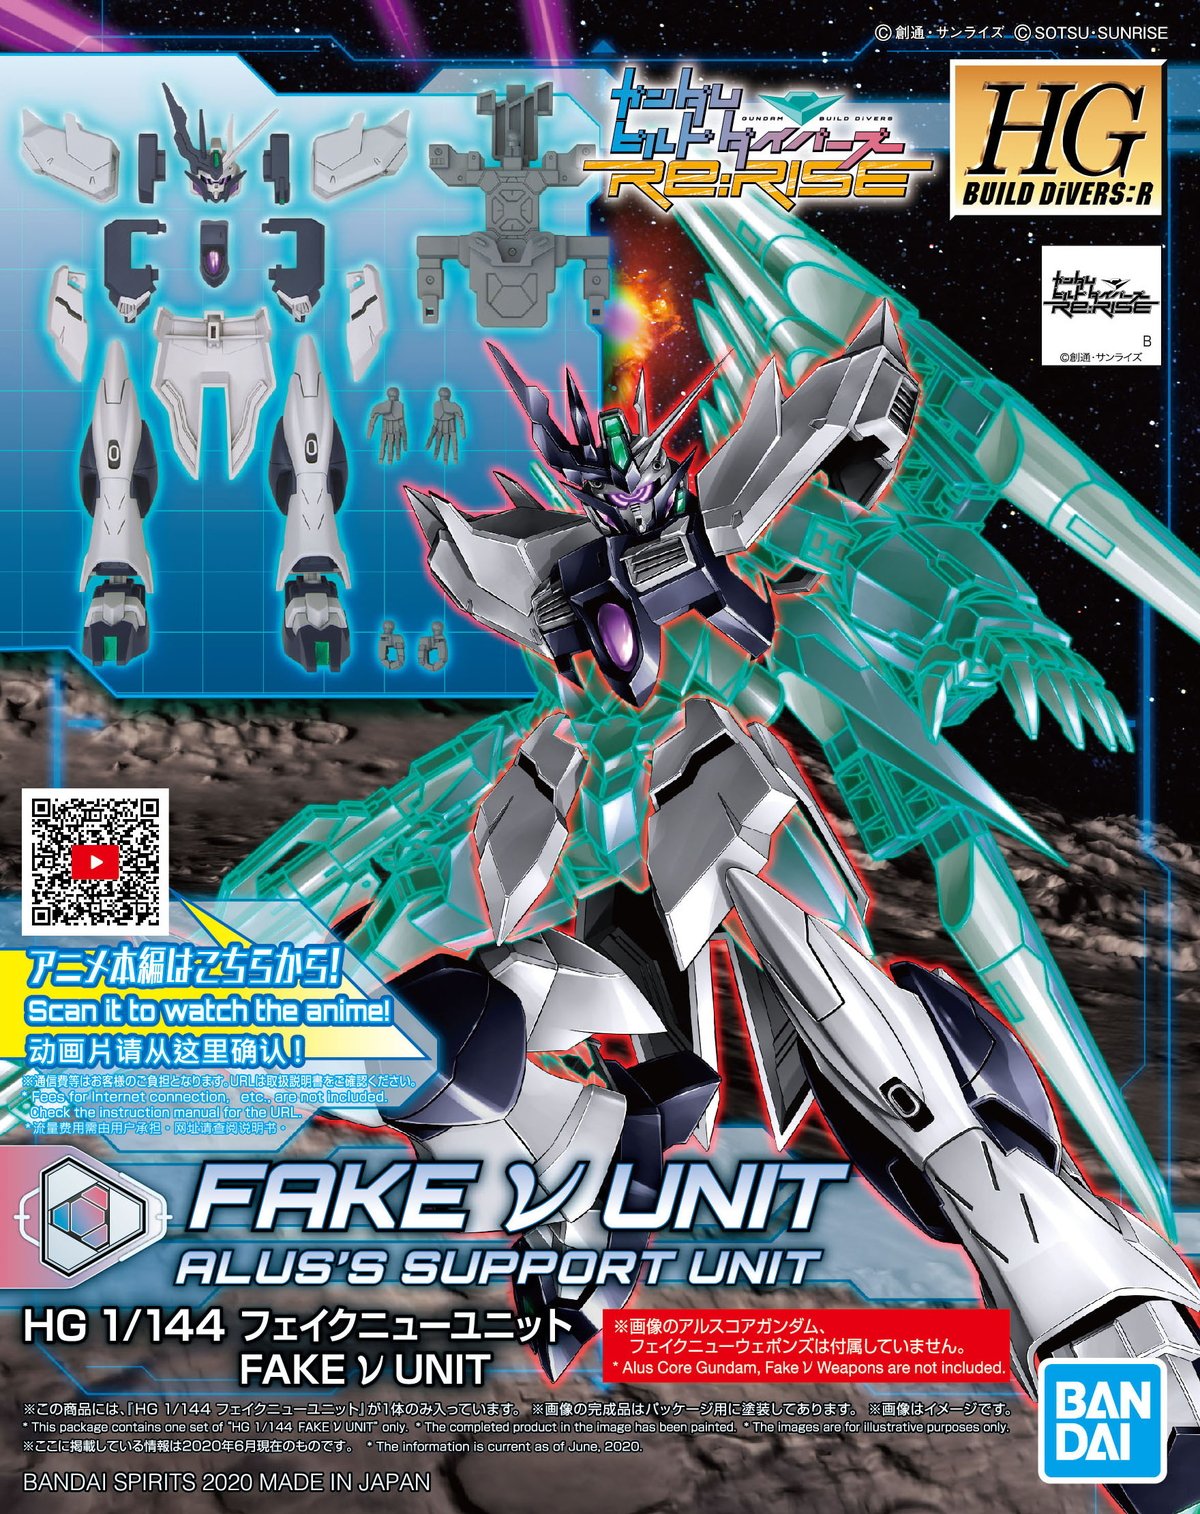 ©創通・サンライズ ©SOTSU・SUNRISE
ガンダム
GUNDAM BUILD DiVERS
ビルドダイバーズ
Re:RISE
HG
BUILD DiVERS:R
ガンダム
ビルドダイバーズ
Re:RISE
B
©創通・サンライズ
アニメ本編はこちらから!
Scan it to watch the anime!
动画片请从这里确认！
※通信費等はお客様のご負担となります。URLは取扱説明書をご確認ください。
* Fees for Internet connection, etc., are not included.
Check the instruction manual for the URL.
* 流量费用需由用户承担・网址请查阅说明书・
FAKE ν UNIT
ALUS'S SUPPORT UNIT
HG 1/144 フェイクニューユニット
FAKE ν UNIT
※画像のアルスコアガンダム、
フェイクニューウェポンズは付属していません。
* Alus Core Gundam, Fake ν Weapons are not included.
※この商品には、「HG 1/144 フェイクニューユニット」が1体のみ入っています。 ※画像の完成品はパッケージ用に塗装してあります。 ※画像はイメージです。
* This package contains one set of "HG 1/144 FAKE ν UNIT" only. * The completed product in the image has been painted. * The images are for illustrative purposes only.
※ここに掲載している情報は2020年6月現在のものです。 * The information is current as of June, 2020.
BANDAI SPIRITS 2020 MADE IN JAPAN
BAN
DAI